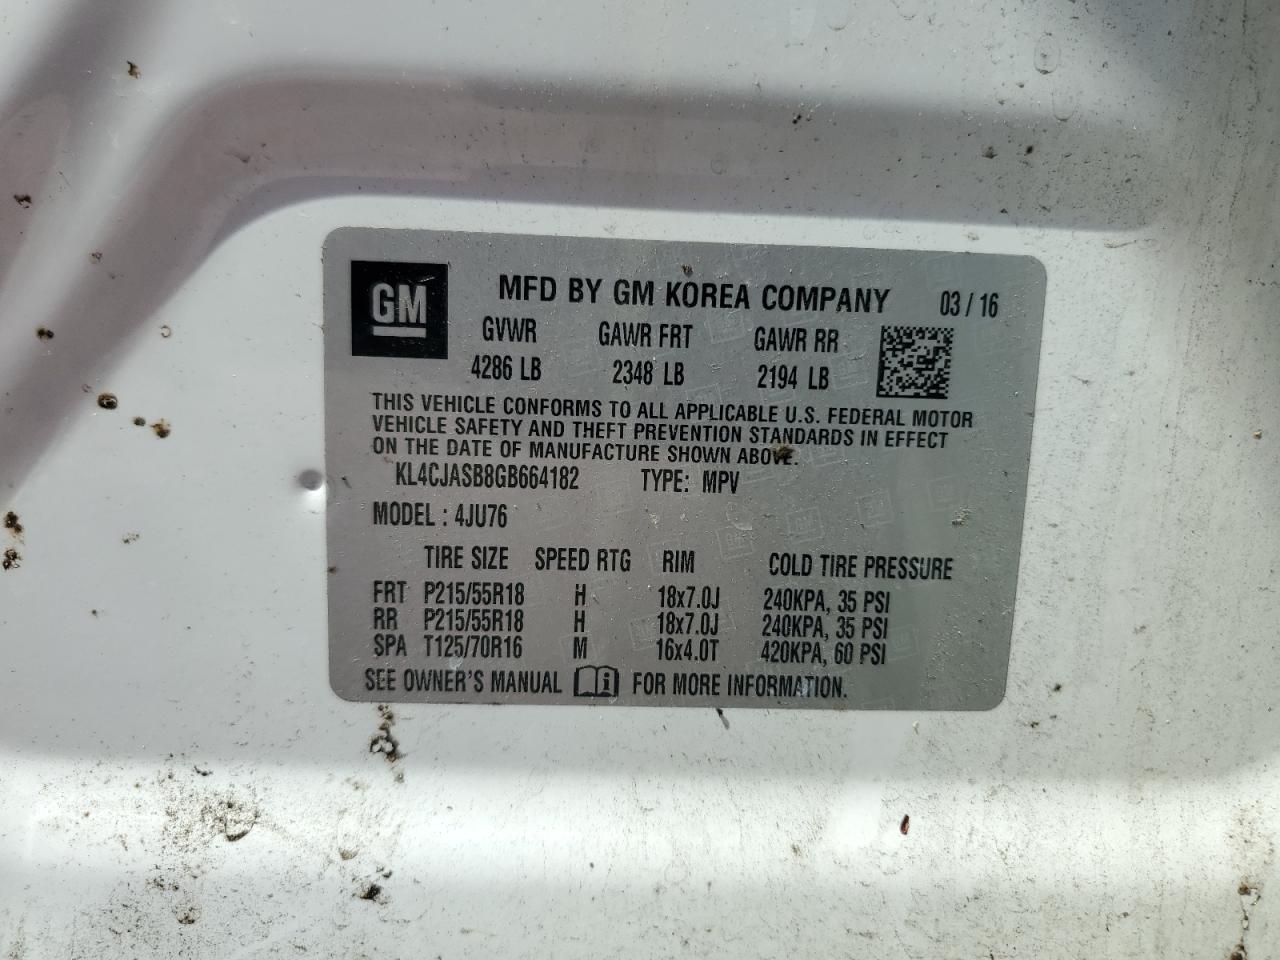 GM MFD BY GM KOREA COMPANY 03 / 16
GVWR GAWR FRT GAWR RR
4286 LB 2348 LB 2194 LB
THIS VEHICLE CONFORMS TO ALL APPLICABLE U.S. FEDERAL MOTOR
VEHICLE SAFETY AND THEFT PREVENTION STANDARDS IN EFFECT
ON THE DATE OF MANUFACTURE SHOWN ABOVE.
KL4CJASB8GB664182 TYPE: MPV
MODEL : 4JU76
TIRE SIZE SPEED RTG RIM COLD TIRE PRESSURE
FRT P215/55R18 H 18x7.0J 240KPA, 35 PSI
RR P215/55R18 H 18x7.0J 240KPA, 35 PSI
SPA T125/70R16 M 16x4.0T 420KPA, 60 PSI
SEE OWNER'S MANUAL FOR MORE INFORMATION.